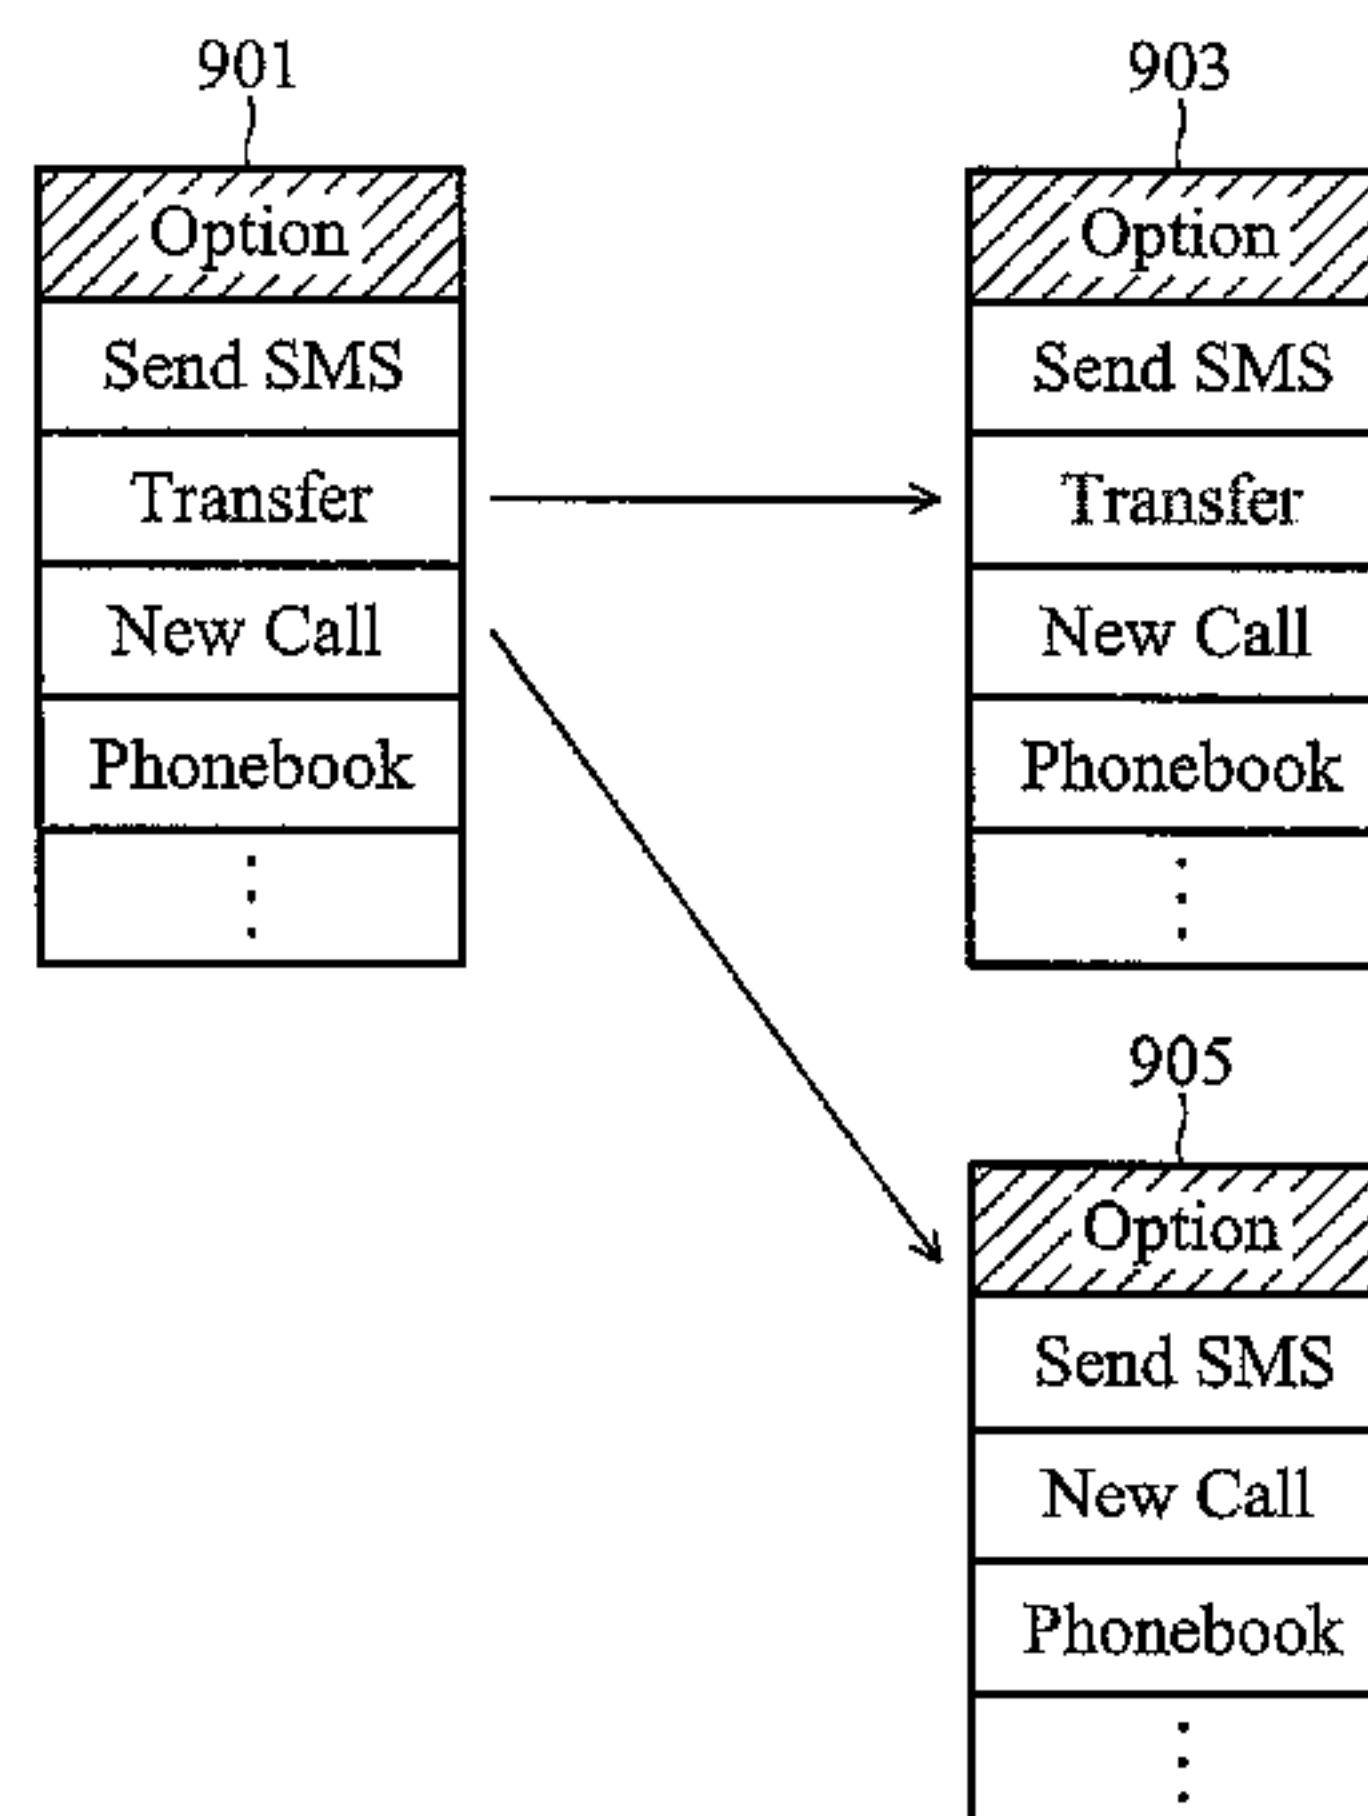 901
Option
Send SMS
Transfer
New Call
Phonebook
903
Option
Send SMS
Transfer
New Call
Phonebook
905
Option
Send SMS
New Call
Phonebook